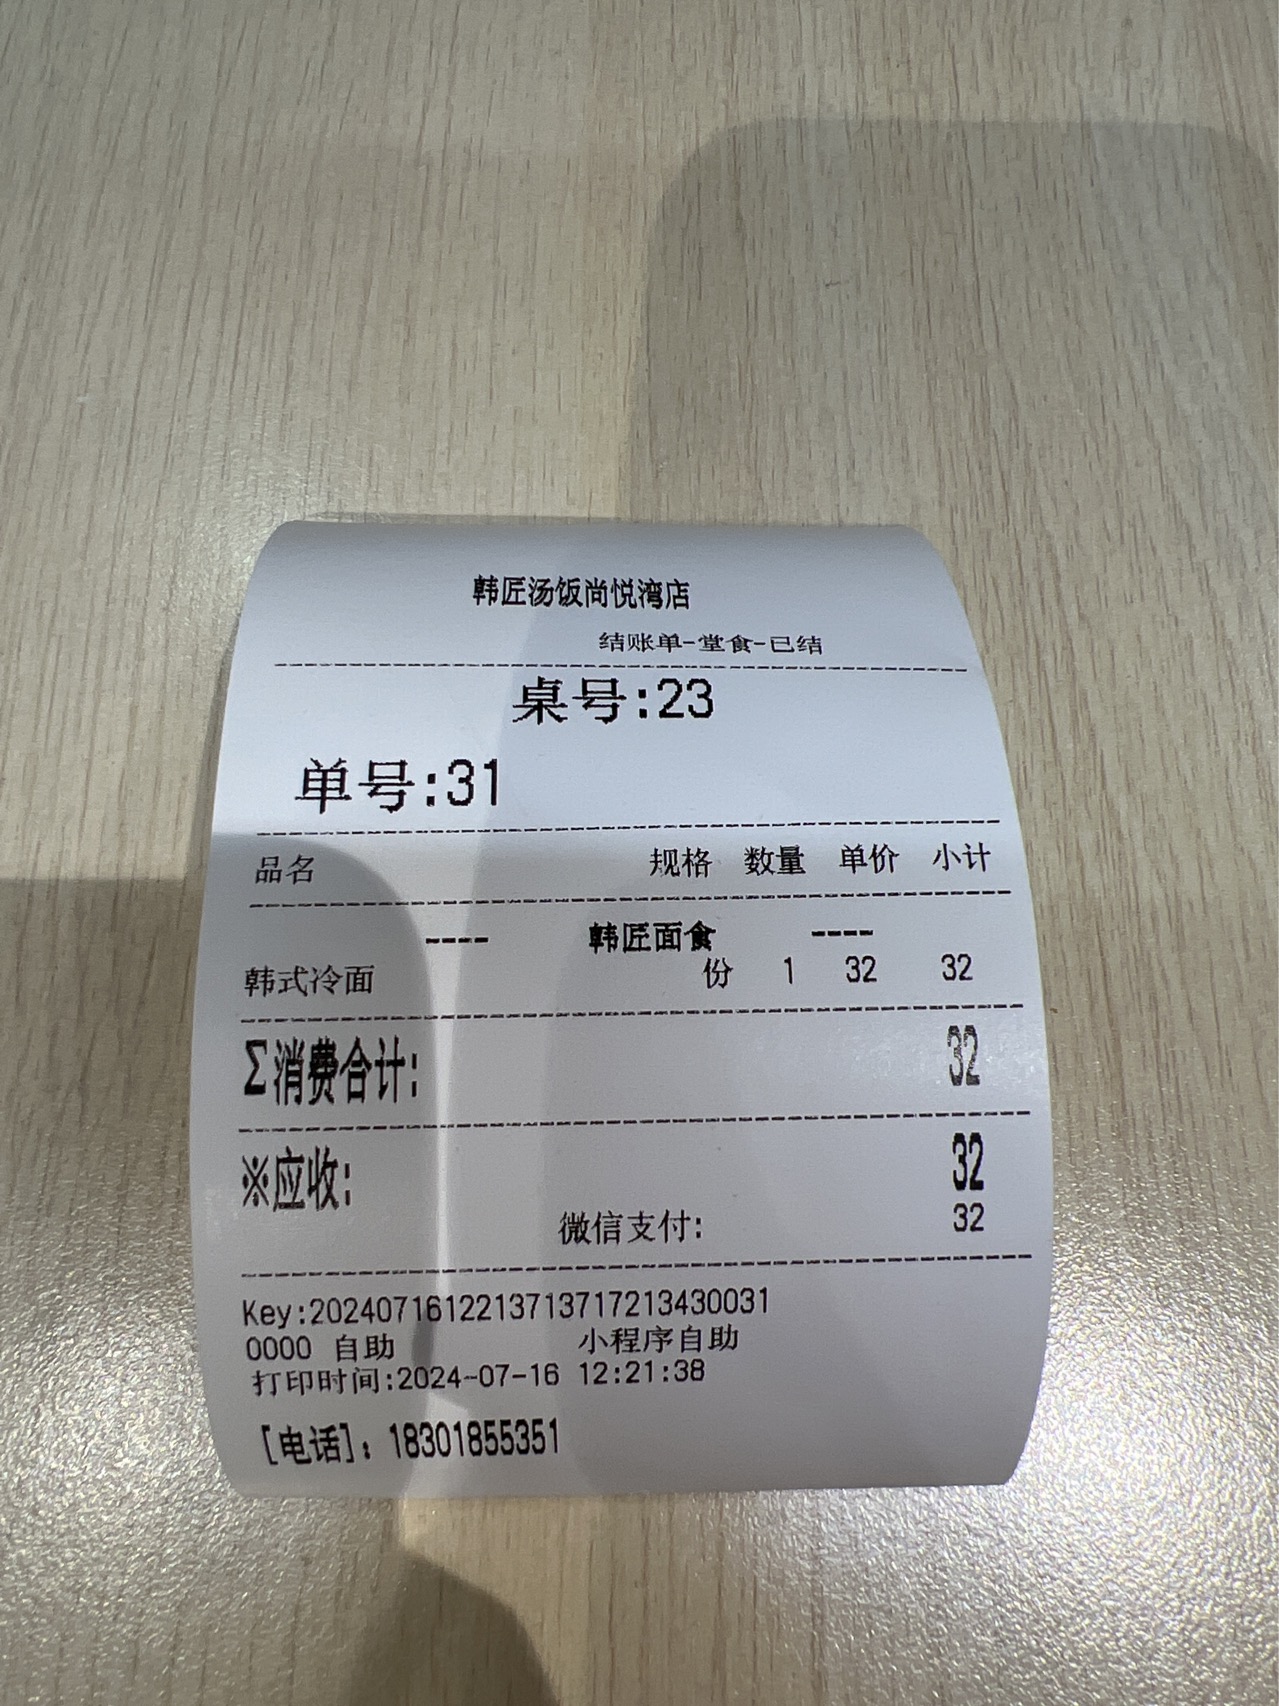 韩匠汤饭尚悦湾店
结账单-堂食-已结
桌号:23
单号:31
品名 规格 数量 单价 小计
---- 韩匠面食 ----
韩式冷面 份 1 32 32
Σ消费合计: 32
※应收: 32
微信支付: 32
Key:2024071612213713717213430031
0000 自助 小程序自助
打印时间:2024-07-16 12:21:38
[电话]: 18301855351